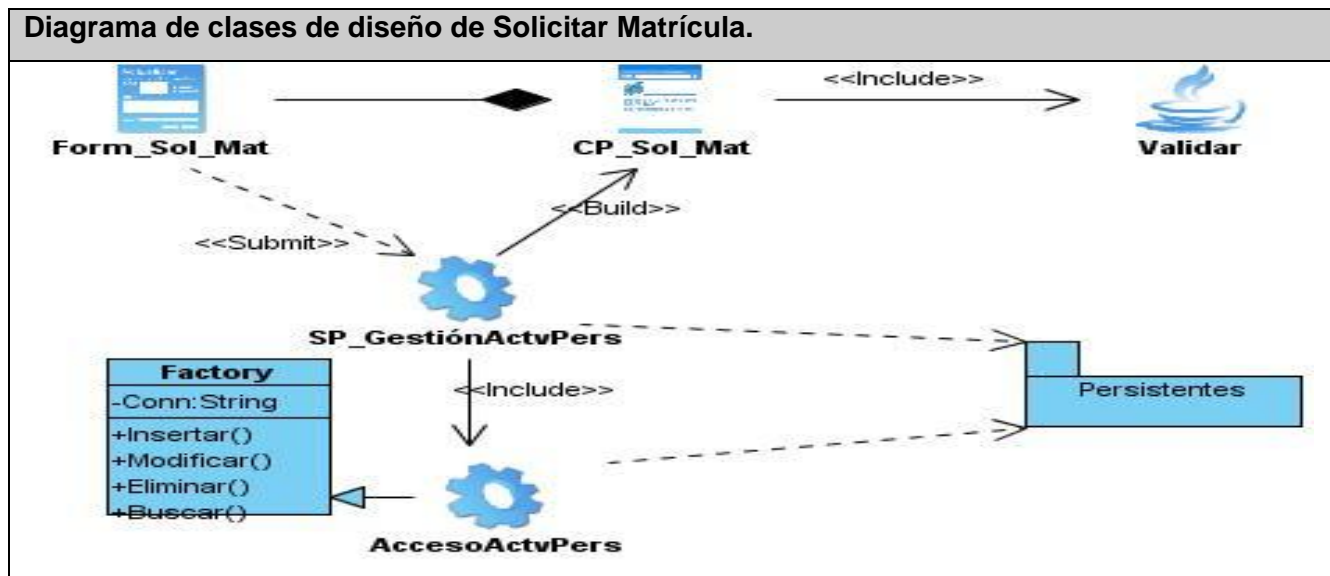 Diagrama de clases de diseño de Solicitar Matrícula.
<<Include>>
Form_Sol_Mat
CP_Sol_Mat
Validar
<<Build>>
<<Submit>>
SP_GestiónActvPers
Factory
-Conn:String
+Insertar()
+Modificar()
+Eliminar()
+Buscar()
<<Include>>
Persistentes
AccesoActvPers